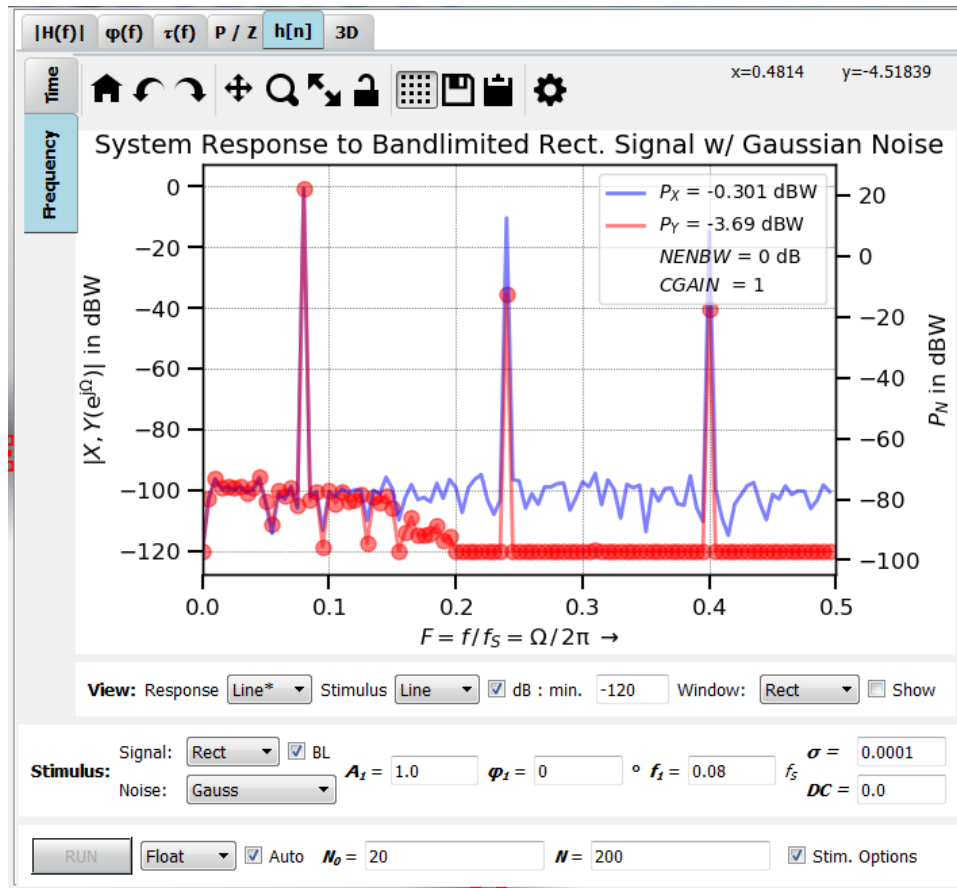 |H(f)| φ(f) τ(f) P / Z h[n] 3D
Time
Frequency
x=0.4814 y=-4.51839
System Response to Bandlimited Rect. Signal w/ Gaussian Noise
|X, Y(e^jΩ)| in dBW
0
−20
−40
−60
−80
−100
−120
P_X = -0.301 dBW
P_Y = -3.69 dBW
NENBW = 0 dB
CGAIN = 1
20
0
−20
−40
−60
−80
−100
P_N in dBW
0.0 0.1 0.2 0.3 0.4 0.5
F = f/f_S = Ω/2π →
View: Response Line* Stimulus Line dB : min. -120 Window: Rect Show
Stimulus:
Signal: Rect BL
Noise: Gauss
A₁ = 1.0 φ₁ = 0 ° f₁ = 0.08 f_S
σ = 0.0001
DC = 0.0
RUN Float Auto N₀ = 20 N = 200 Stim. Options